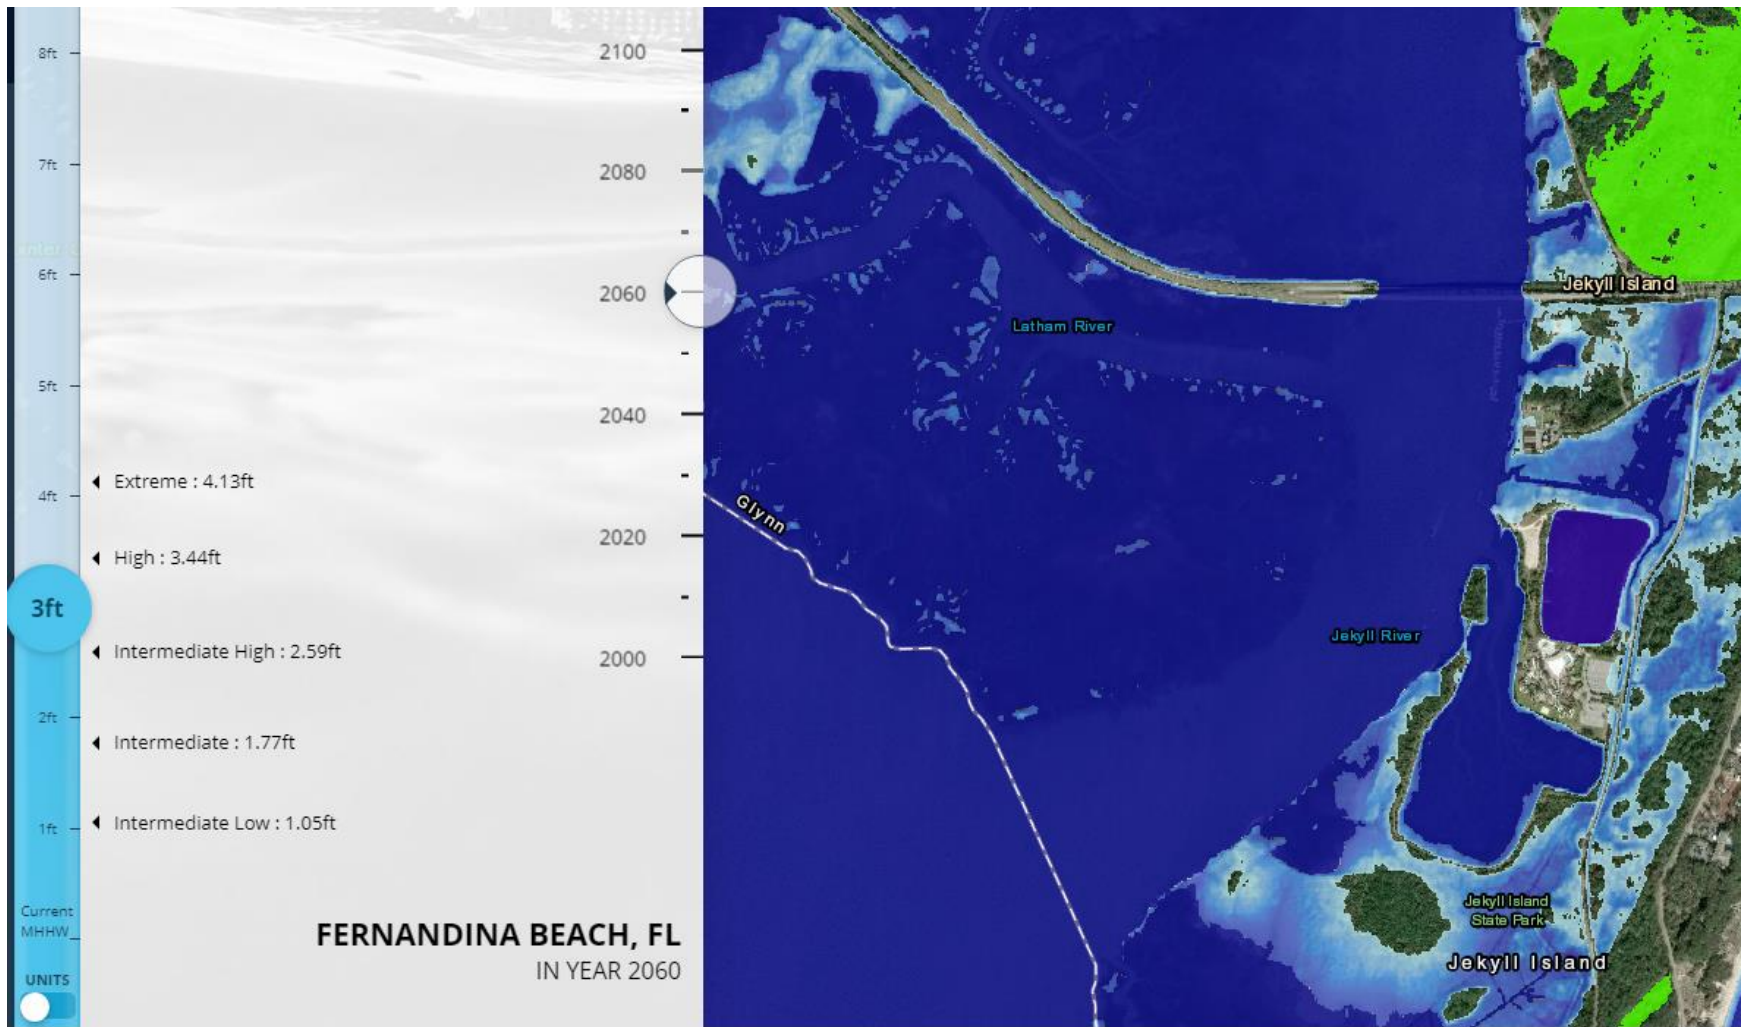 8ft
7ft
6ft
5ft
4ft
3ft
2ft
1ft
Current
MHHW
UNITS
Extreme : 4.13ft
High : 3.44ft
Intermediate High : 2.59ft
Intermediate : 1.77ft
Intermediate Low : 1.05ft
2100
2080
2060
2040
2020
2000
FERNANDINA BEACH, FL
IN YEAR 2060
Jekyll Island
Latham River
Glynn
Jekyll River
Jekyll Island
State Park
Jekyll Island